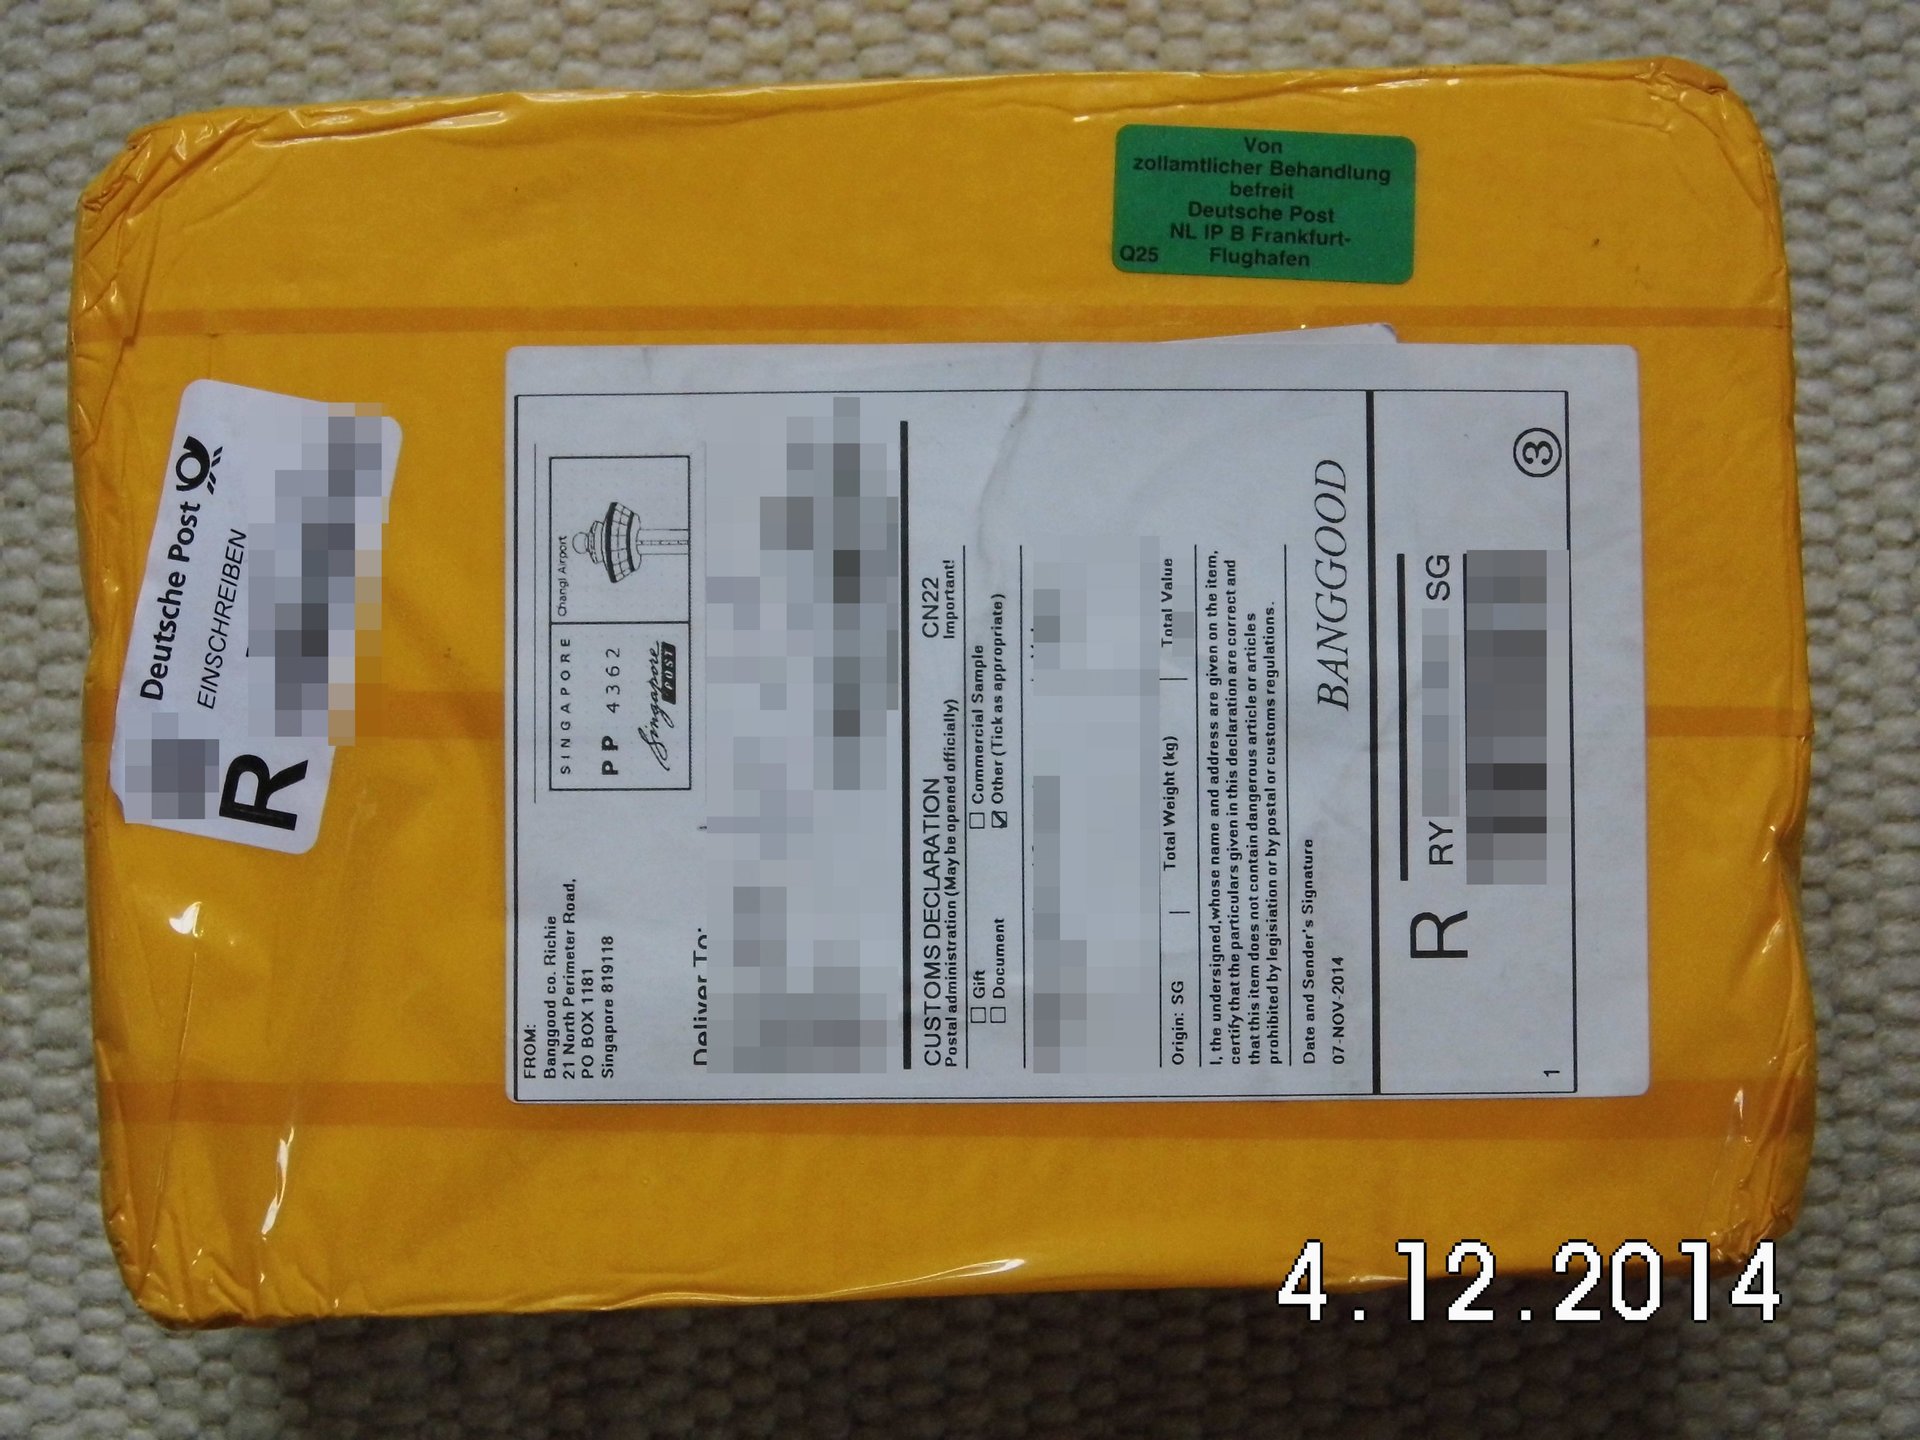 Von
zollamtlicher Behandlung
befreit
Deutsche Post
NL IP B Frankfurt-
Q25 Flughafen
Deutsche Post
EINSCHREIBEN
R
FROM:
Banggood co. Richie
21 North Perimeter Road,
PO BOX 1181
Singapore 819118
SINGAPORE
PP 4362
Singapore
POST
Changi Airport
Deliver To:
CUSTOMS DECLARATION CN22
Postal administration (May be opened officially) Important!
Gift Commercial Sample
Document Other (Tick as appropriate)
Origin: SG Total Weight (kg) Total Value
I, the undersigned,whose name and address are given on the item,
certify that the particulars given in this declaration are correct and
that this item does not contain dangerous article or articles
prohibited by legislation or by postal or customs regulations.
Date and Sender's Signature
07-NOV-2014 BANGGOOD
R RY SG
1 3
4.12.2014